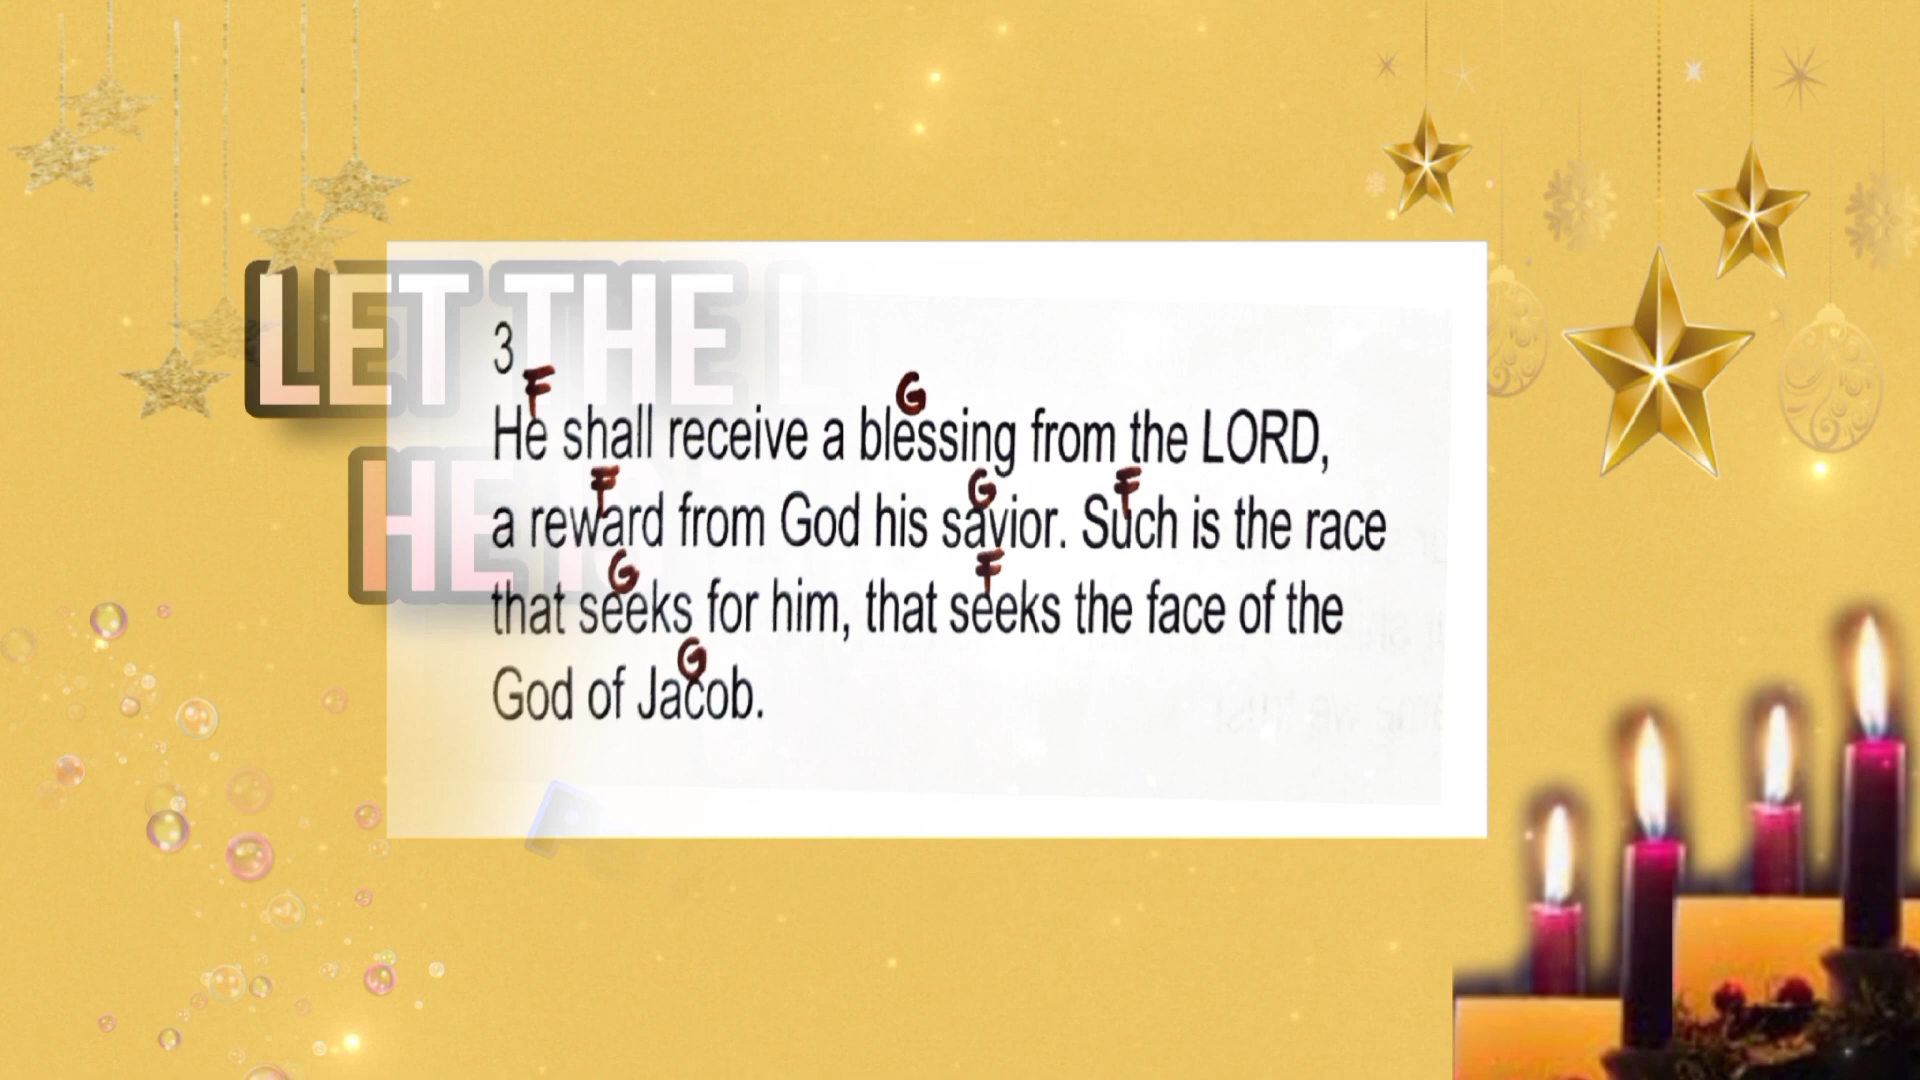 LET THE L
HE IS
3
F G
He shall receive a blessing from the LORD,
F G F
a reward from God his savior. Such is the race
G F
that seeks for him, that seeks the face of the
G
God of Jacob.